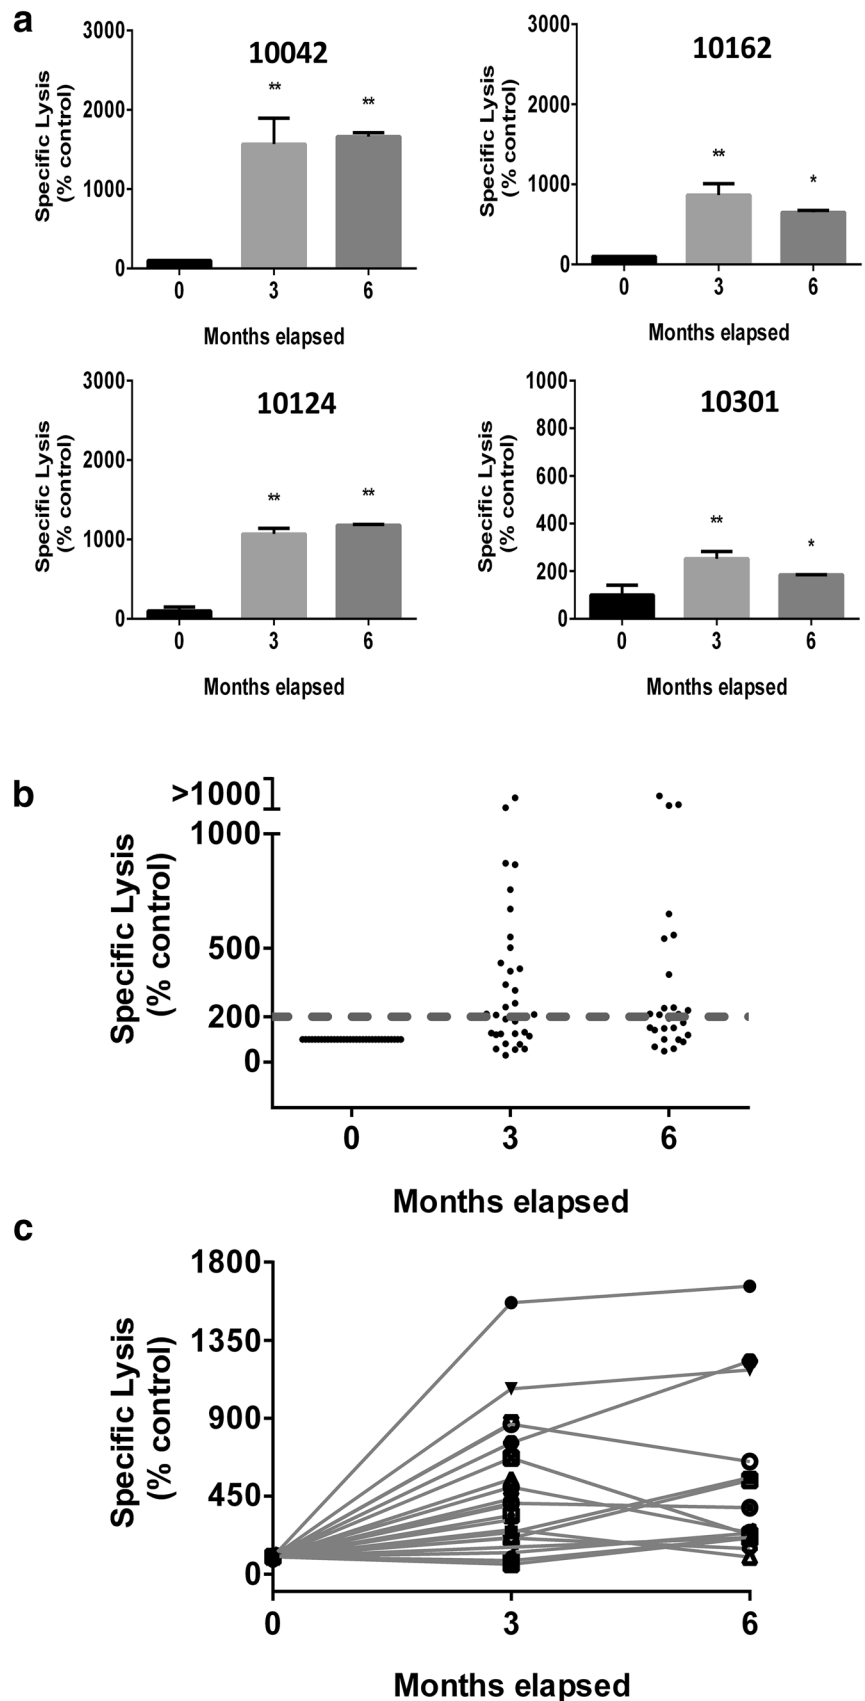 a
10042
Specific Lysis
(% control)
3000
2000
1000
0
**
**
0 3 6
Months elapsed
10162
Specific Lysis
(% control)
3000
2000
1000
0
**
*
0 3 6
Months elapsed
10124
Specific Lysis
(% control)
3000
2000
1000
0
**
**
0 3 6
Months elapsed
10301
Specific Lysis
(% control)
1000
800
600
400
200
0
**
*
0 3 6
Months elapsed
b
Specific Lysis
(% control)
>1000
1000
500
200
0
0 3 6
Months elapsed
c
Specific Lysis
(% control)
1800
1350
900
450
0
0 3 6
Months elapsed